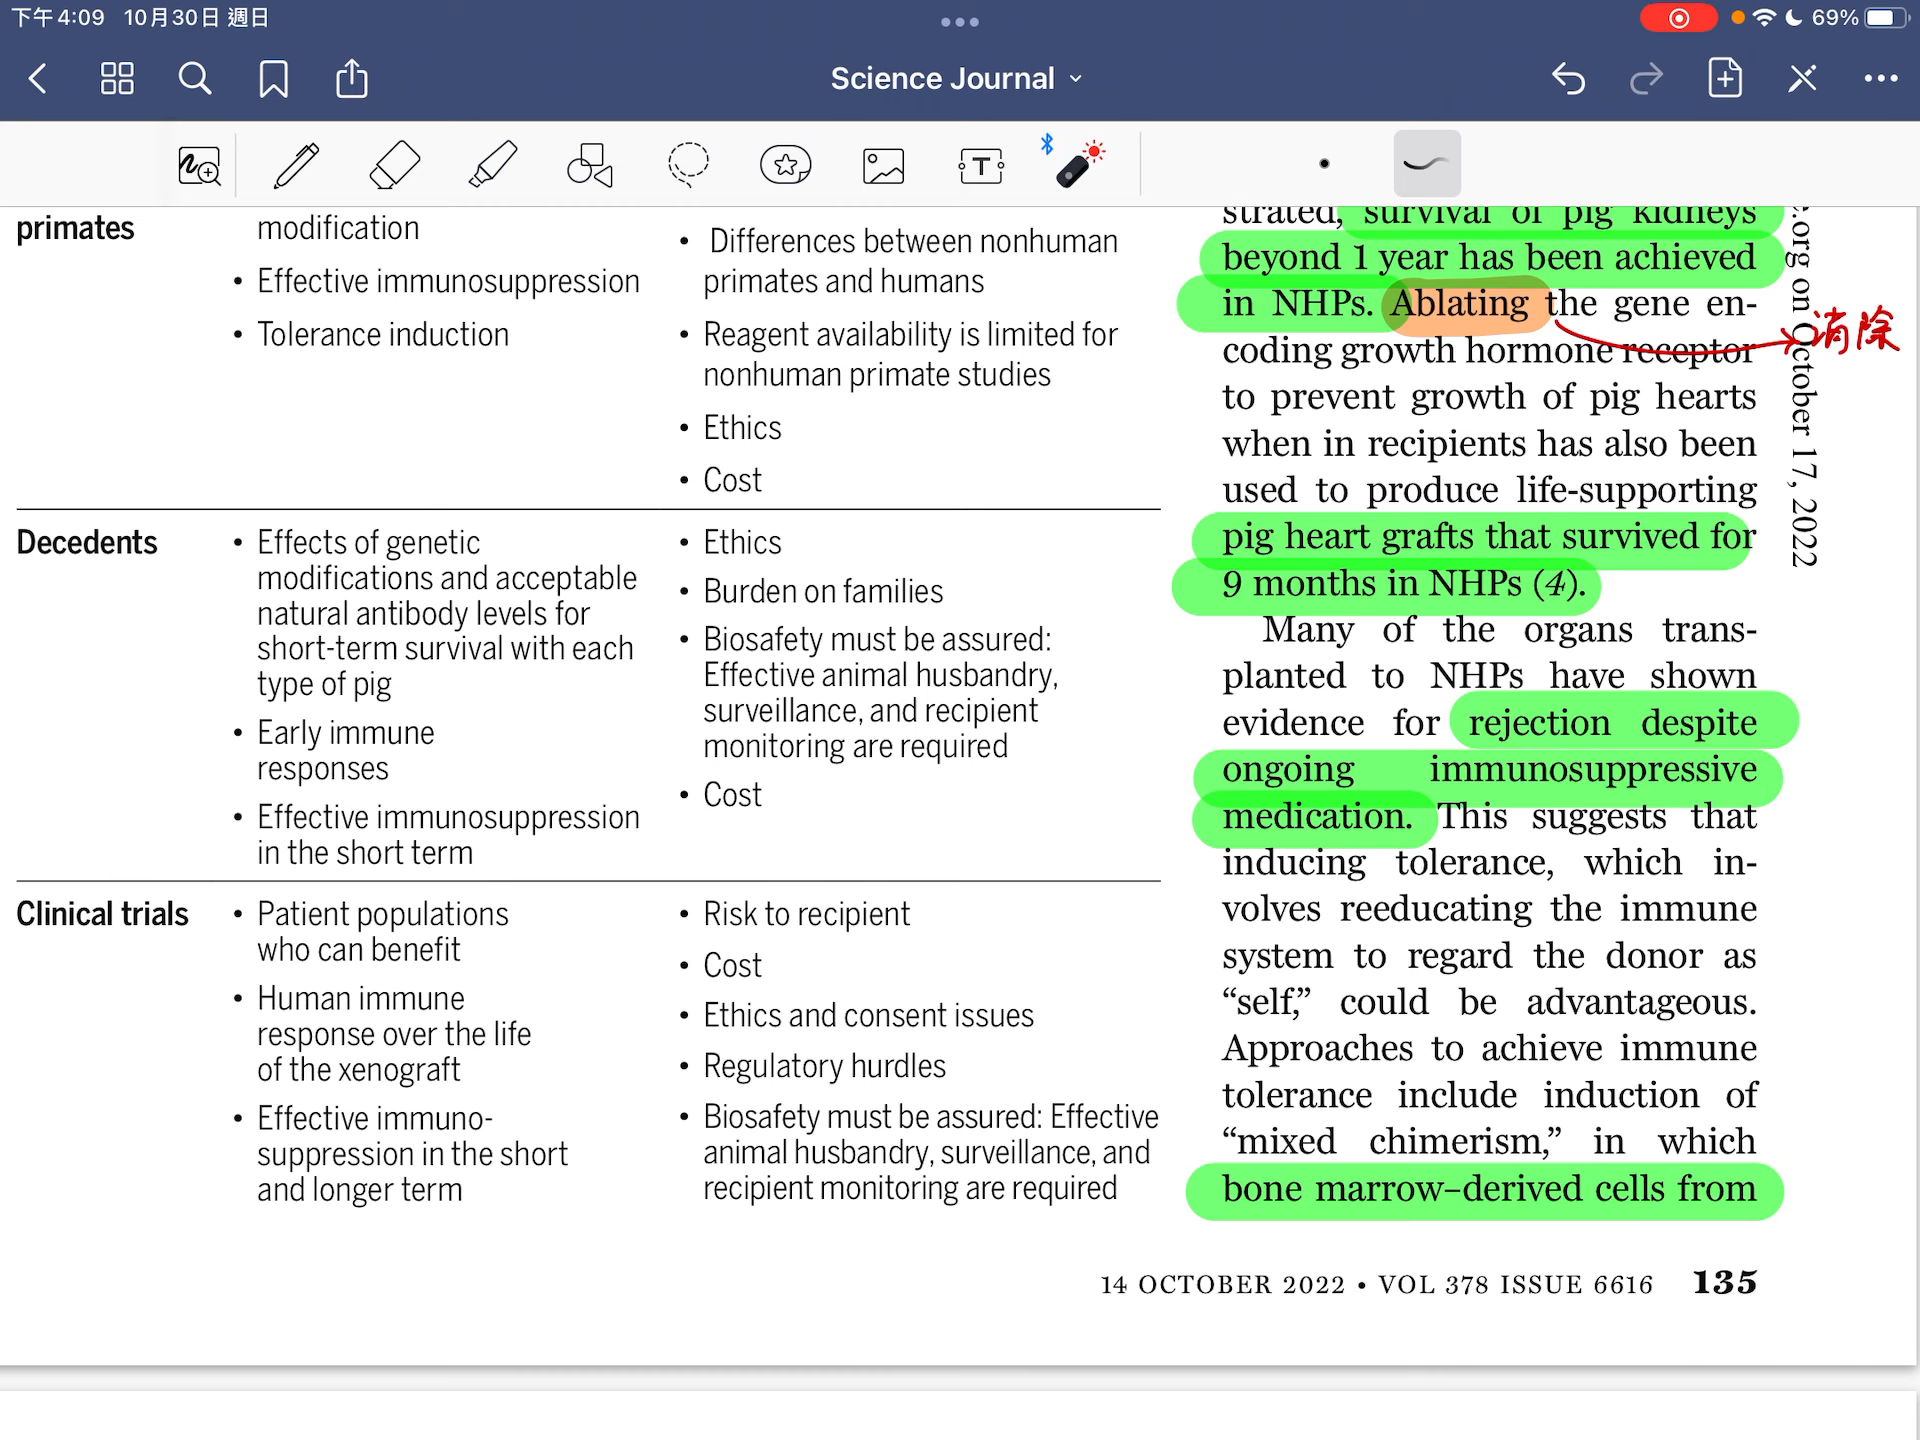 下午4:09 10月30日 週日
69%
Science Journal
T
primates
modification
• Effective immunosuppression
• Tolerance induction
• Differences between nonhuman
primates and humans
• Reagent availability is limited for
nonhuman primate studies
• Ethics
• Cost
Decedents
• Effects of genetic
modifications and acceptable
natural antibody levels for
short-term survival with each
type of pig
• Early immune
responses
• Effective immunosuppression
in the short term
• Ethics
• Burden on families
• Biosafety must be assured:
Effective animal husbandry,
surveillance, and recipient
monitoring are required
• Cost
Clinical trials
• Patient populations
who can benefit
• Human immune
response over the life
of the xenograft
• Effective immuno-
suppression in the short
and longer term
• Risk to recipient
• Cost
• Ethics and consent issues
• Regulatory hurdles
• Biosafety must be assured: Effective
animal husbandry, surveillance, and
recipient monitoring are required
strated, survival of pig kidneys
beyond 1 year has been achieved
in NHPs. Ablating the gene en-
coding growth hormone receptor
to prevent growth of pig hearts
when in recipients has also been
used to produce life-supporting
pig heart grafts that survived for
9 months in NHPs (4).
Many of the organs trans-
planted to NHPs have shown
evidence for rejection despite
ongoing immunosuppressive
medication. This suggests that
inducing tolerance, which in-
volves reeducating the immune
system to regard the donor as
“self,” could be advantageous.
Approaches to achieve immune
tolerance include induction of
“mixed chimerism,” in which
bone marrow–derived cells from
消除
.org on October 17, 2022
14 OCTOBER 2022 • VOL 378 ISSUE 6616 135